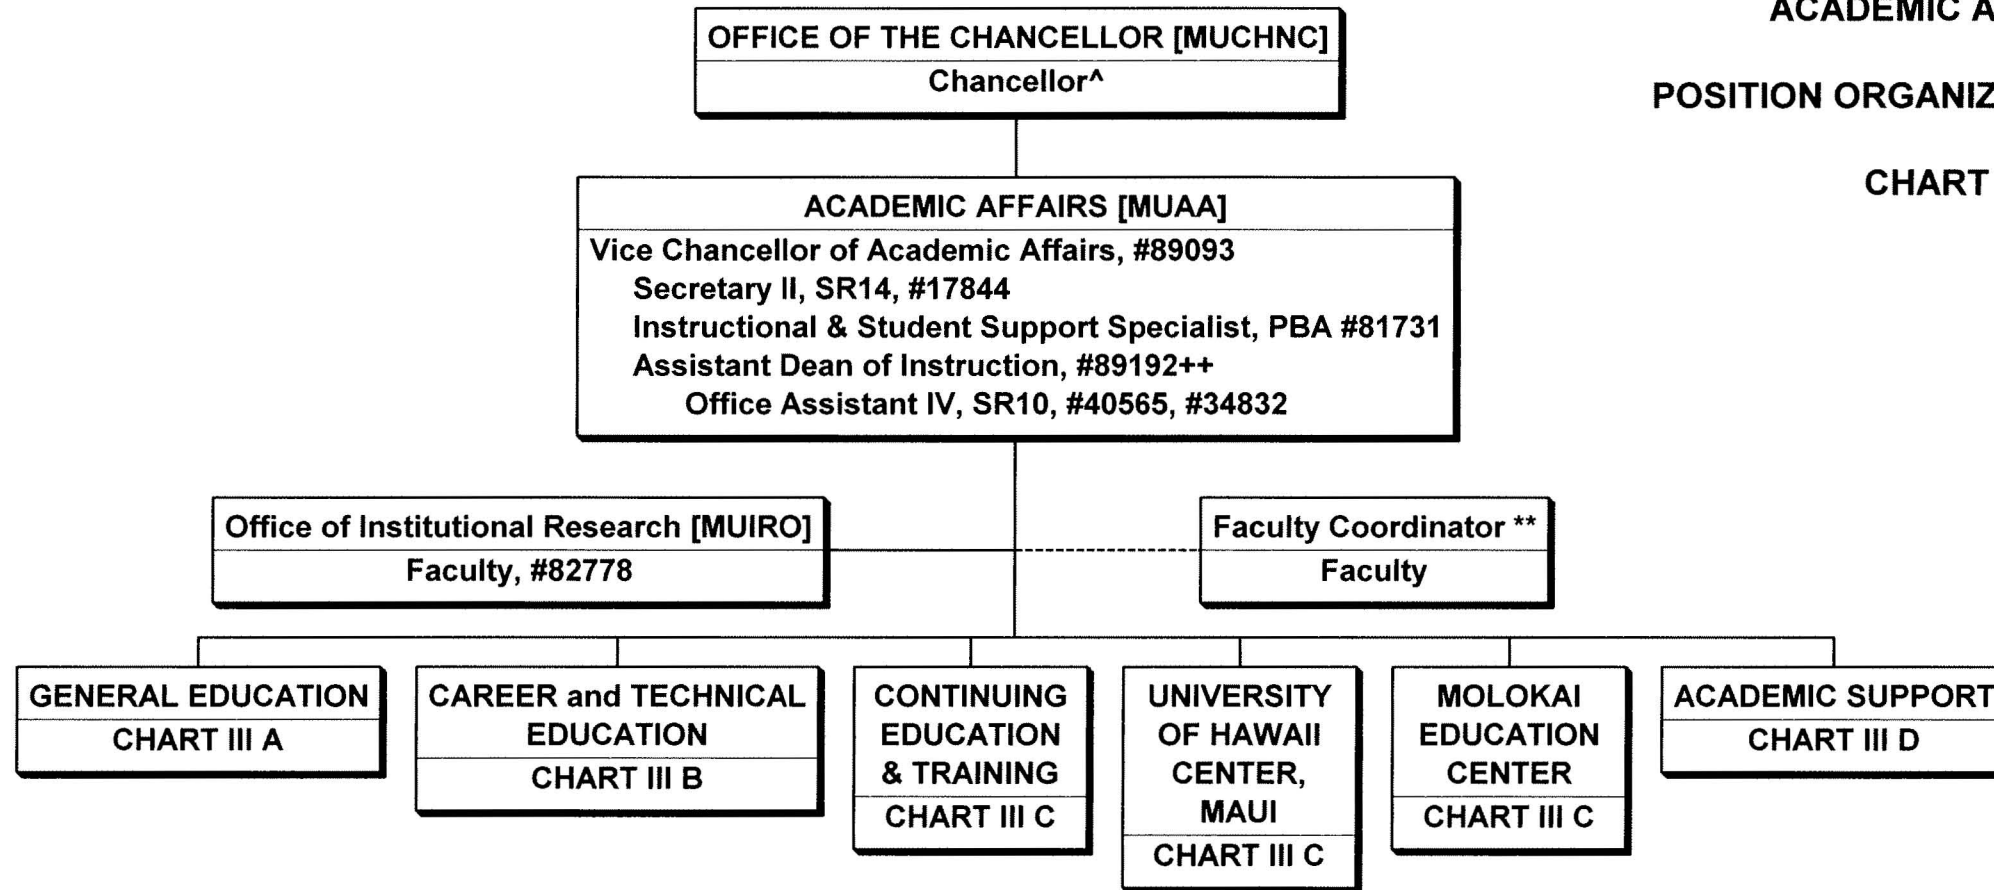 ACADEMIC A
POSITION ORGANIZ
CHART
OFFICE OF THE CHANCELLOR [MUCHNC]
Chancellor^
ACADEMIC AFFAIRS [MUAA]
Vice Chancellor of Academic Affairs, #89093
Secretary II, SR14, #17844
Instructional & Student Support Specialist, PBA #81731
Assistant Dean of Instruction, #89192++
Office Assistant IV, SR10, #40565, #34832
Office of Institutional Research [MUIRO]
Faculty, #82778
Faculty Coordinator **
Faculty
GENERAL EDUCATION
CHART III A
CAREER and TECHNICAL
EDUCATION
CHART III B
CONTINUING
EDUCATION
& TRAINING
CHART III C
UNIVERSITY
OF HAWAII
CENTER,
MAUI
CHART III C
MOLOKAI
EDUCATION
CENTER
CHART III C
ACADEMIC SUPPORT
CHART III D